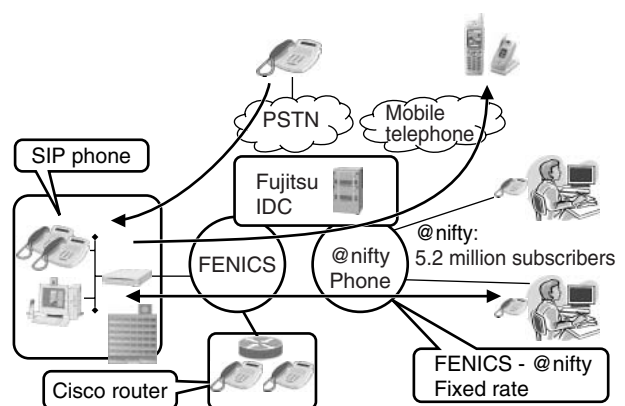 PSTN
Mobile
telephone
SIP phone
Fujitsu
IDC
FENICS
@nifty
Phone
@nifty:
5.2 million subscribers
Cisco router
FENICS - @nifty
Fixed rate